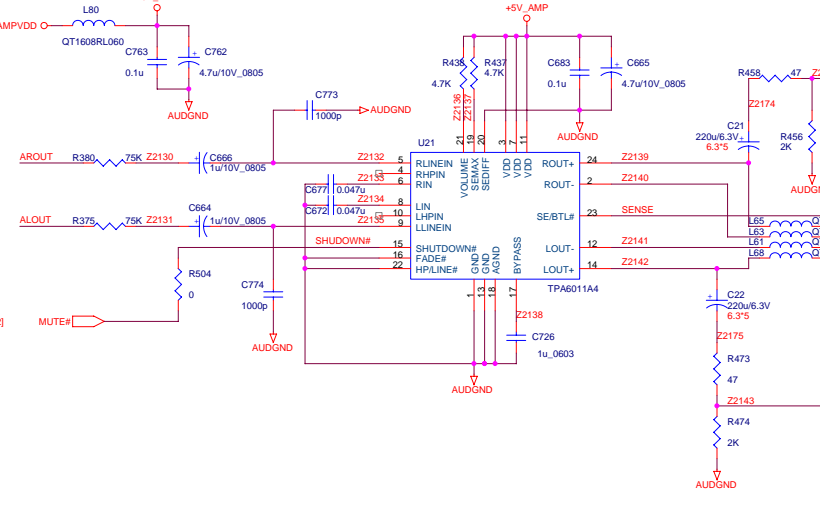 L80
+5V_AMP
AMPVDD
QT1608RL060
C763
0.1u
C762
4.7u/10V_0805
AUDGND
R438
4.7K
R437
4.7K
C683
0.1u
C665
4.7u/10V_0805
AUDGND
R458
47
Z2174
C21
220u/6.3V
6.3*5
R456
2K
C773
1000p
AUDGND
Z2136
Z2137
21
19
20
3
7
11
U21
AROUT
R380
75K
Z2130
C666
1u/10V_0805
Z2132
5
RLINEIN
4
RHPIN
Z2133
6
RIN
C677
0.047u
VOLUME
SEMAX
SEDIFF
VDD
VDD
VDD
ROUT+
24
Z2139
ROUT-
2
Z2140
Z2134
8
LIN
C672
0.047u
10
LHPIN
Z2135
9
LLINEIN
SE/BTL#
23
SENSE
ALOUT
R375
75K
Z2131
C664
1u/10V_0805
L65
L63
L61
L68
SHUDOWN#
15
SHUTDOWN#
16
FADE#
22
HP/LINE#
LOUT-
12
Z2141
LOUT+
14
Z2142
GND
GND
AGND
BYPASS
TPA6011A4
1
13
18
17
R504
0
C774
1000p
AUDGND
MUTE#
Z2138
C726
1u_0603
AUDGND
C22
220u/6.3V
6.3*5
Z2175
R473
47
Z2143
R474
2K
AUDGND